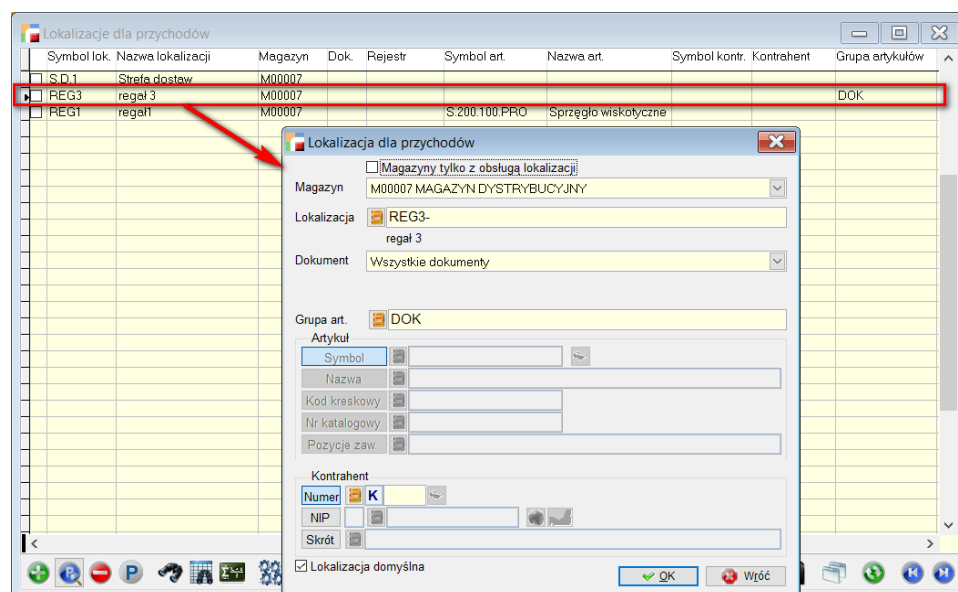 Lokalizacje dla przychodów
Symbol lok. Nazwa lokalizacji Magazyn Dok. Rejestr Symbol art. Nazwa art. Symbol kontr. Kontrahent Grupa artykułów
S.D.1 Strefa dostaw M00007
REG3 regał 3 M00007 DOK
REG1 regał1 M00007 S.200.100.PRO Sprzęgło wiskotyczne
Lokalizacja dla przychodów
Magazyny tylko z obsługą lokalizacji
Magazyn M00007 MAGAZYN DYSTRYBUCYJNY
Lokalizacja REG3-
regał 3
Dokument Wszystkie dokumenty
Grupa art. DOK
Artykuł
Symbol
Nazwa
Kod kreskowy
Nr katalogowy
Pozycje zaw.
Kontrahent
Numer K
NIP
Skrót
Lokalizacja domyślna
OK Wróć